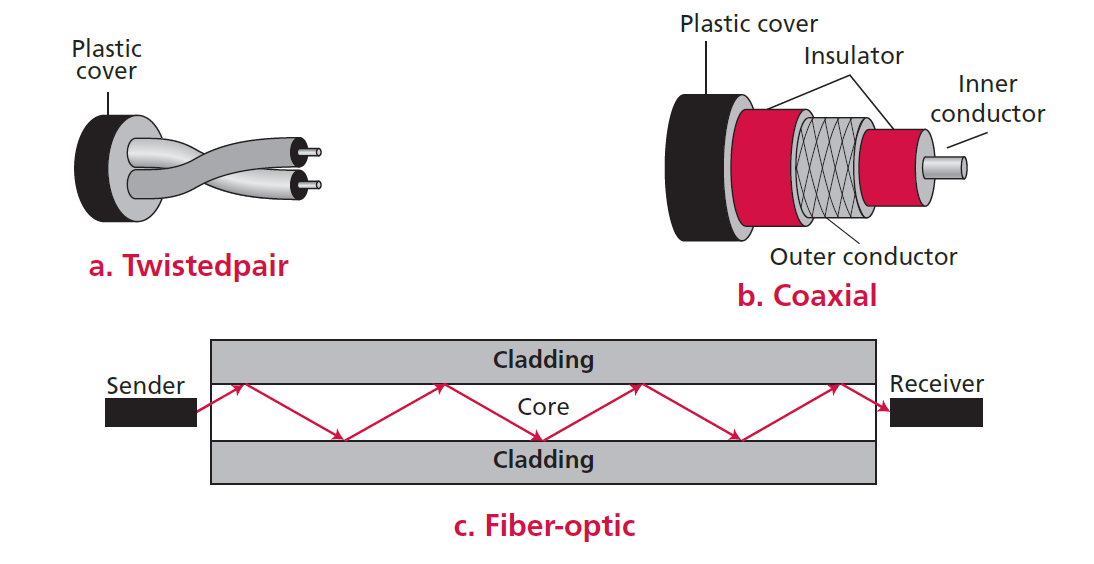 Plastic
cover
a. Twistedpair
Plastic cover
Insulator
Inner
conductor
Outer conductor
b. Coaxial
Cladding
Sender
Core
Receiver
Cladding
c. Fiber-optic